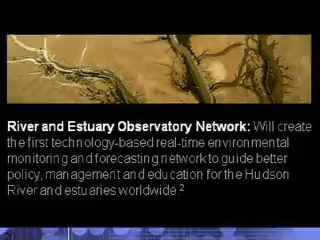 River and Estuary Observatory Network: Will create
the first technology-based real-time environmental
monitoring and forecasting network to guide better
policy, management and education for the Hudson
River and estuaries worldwide.2